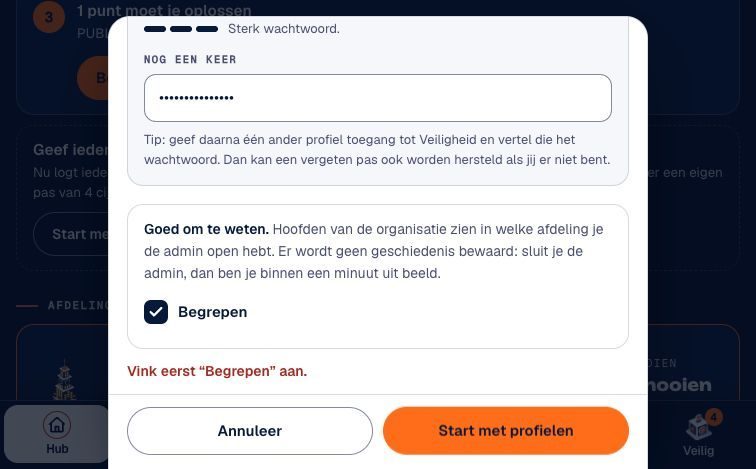 3
1 punt moet je oplossen
PUBL
B
Geef ieder
Nu logt iede
er een eigen
pas van 4 ci
Start me
AFDELING
Sterk wachtwoord.
NOG EEN KEER
•••••••••••••••
Tip: geef daarna één ander profiel toegang tot Veiligheid en vertel die het
wachtwoord. Dan kan een vergeten pas ook worden hersteld als jij er niet bent.
Goed om te weten. Hoofden van de organisatie zien in welke afdeling je
de admin open hebt. Er wordt geen geschiedenis bewaard: sluit je de
admin, dan ben je binnen een minuut uit beeld.
Begrepen
Vink eerst “Begrepen” aan.
Annuleer
Start met profielen
DIEN
nooien
Hub
4
Veilig